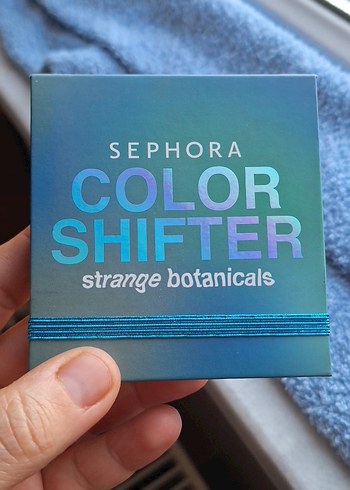 SEPHORA
COLOR
SHIFTER
strange botanicals